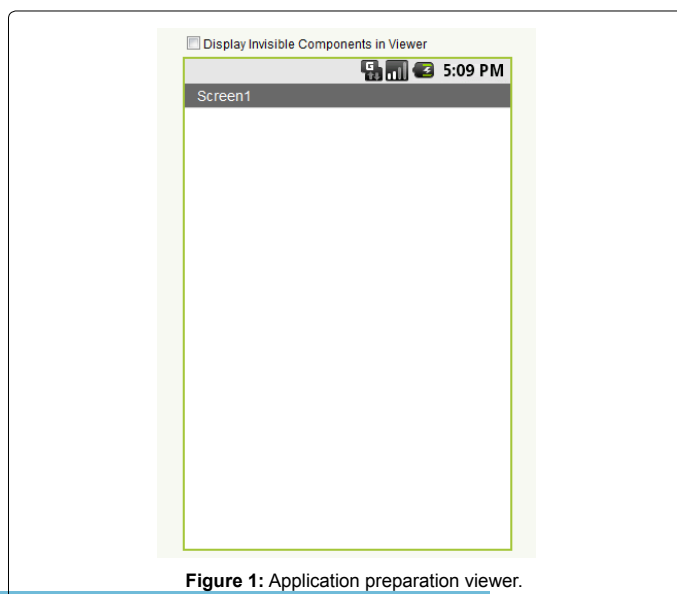 Display Invisible Components in Viewer
G 5:09 PM
Screen1
Figure 1: Application preparation viewer.